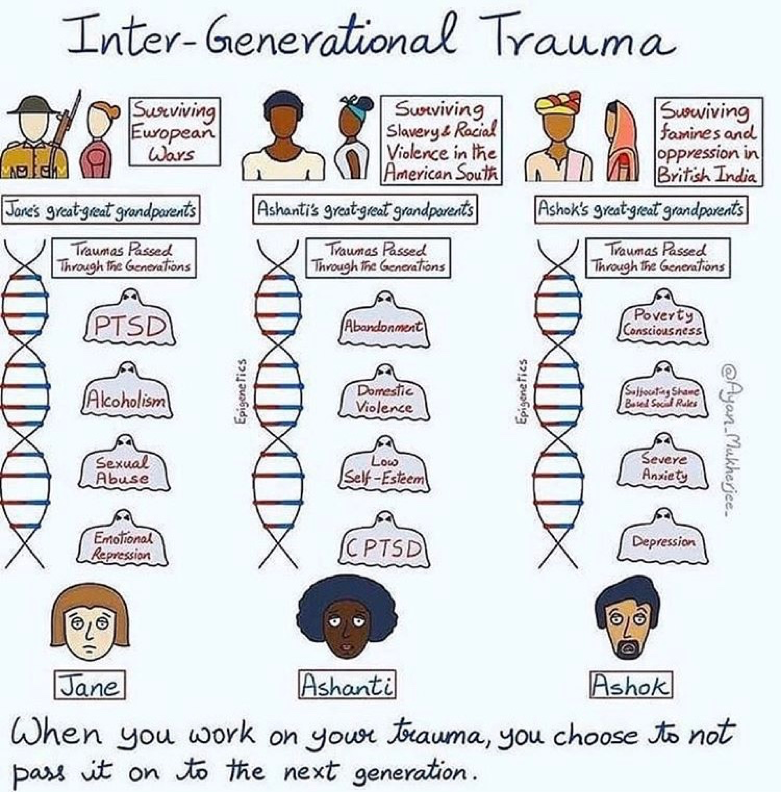 Inter-Generational Trauma
Surviving
European
Wars
Surviving
Slavery & Racial
Violence in the
American South
Surviving
famines and
oppression in
British India
Jane's great-great grandparents
Ashanti's great-great grandparents
Ashok's great-great grandparents
Traumas Passed
Through The Generations
PTSD
Alcoholism
Sexual
Abuse
Emotional
Repression
Epigenetics
Traumas Passed
Through The Generations
Abandonment
Domestic
Violence
Low
Self-Esteem
CPTSD
Epigenetics
Traumas Passed
Through The Generations
Poverty
Consciousness
Suffocating Shame
Based Social Rules
Severe
Anxiety
Depression
@Ayan_Mukherjee_
Jane
Ashanti
Ashok
When you work on your trauma, you choose to not
pass it on to the next generation.